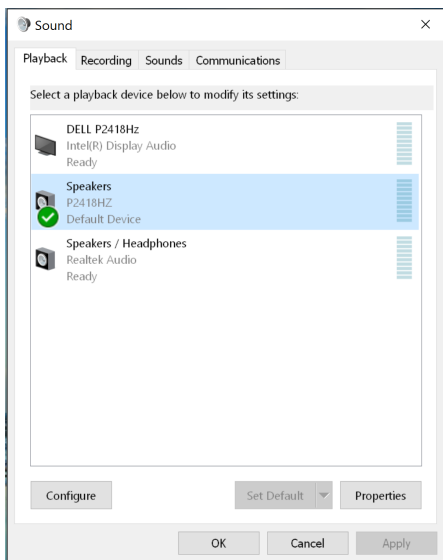 Sound
Playback Recording Sounds Communications
Select a playback device below to modify its settings:
DELL P2418Hz
Intel(R) Display Audio
Ready
Speakers
P2418HZ
Default Device
Speakers / Headphones
Realtek Audio
Ready
Configure Set Default Properties
OK Cancel Apply